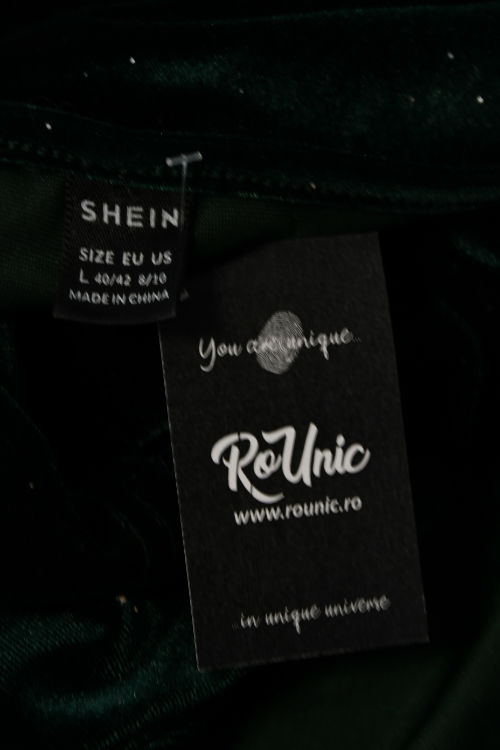 SHEIN
SIZE EU US
L 40/42 8/10
MADE IN CHINA
You are unique...
RoUnic
www.rounic.ro
...in unique universe